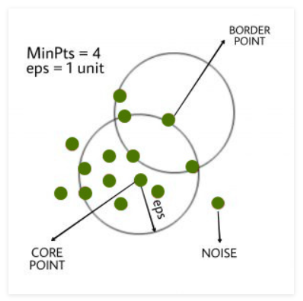 BORDER
POINT
MinPts = 4
eps = 1 unit
eps
CORE
POINT
NOISE